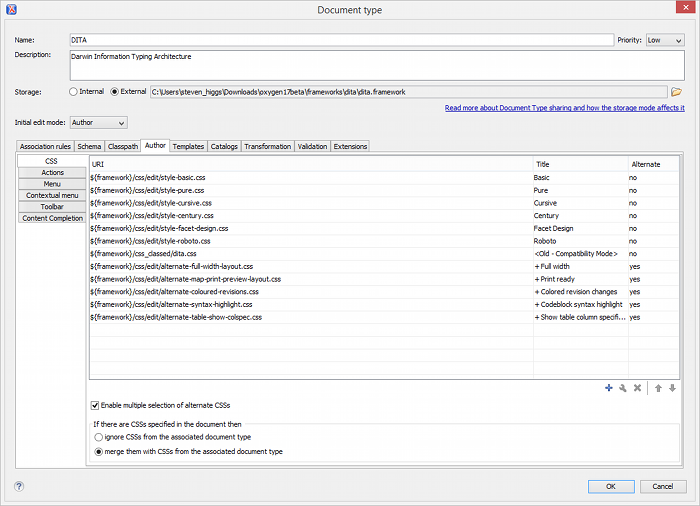 Document type
Name: DITA Priority: Low
Description: Darwin Information Typing Architecture
Storage: Internal External C:\Users\steven_higgs\Downloads\oxygen17beta\frameworks\dita\dita.framework
Read more about Document Type sharing and how the storage mode affects it
Initial edit mode: Author
Association rules Schema Classpath Author Templates Catalogs Transformation Validation Extensions
CSS
Actions
Menu
Contextual menu
Toolbar
Content Completion
URI Title Alternate
${framework}/css/edit/style-basic.css Basic no
${framework}/css/edit/style-pure.css Pure no
${framework}/css/edit/style-cursive.css Cursive no
${framework}/css/edit/style-century.css Century no
${framework}/css/edit/style-facet-design.css Facet Design no
${framework}/css/edit/style-roboto.css Roboto no
${framework}/css_classed/dita.css <Old - Compatibility Mode> no
${framework}/css/edit/alternate-full-width-layout.css + Full width yes
${framework}/css/edit/alternate-map-print-preview-layout.css + Print ready yes
${framework}/css/edit/alternate-coloured-revisions.css + Colored revision changes yes
${framework}/css/edit/alternate-syntax-highlight.css + Codeblock syntax highlight yes
${framework}/css/edit/alternate-table-show-colspec.css + Show table column specifi... yes
Enable multiple selection of alternate CSSs
If there are CSSs specified in the document then
ignore CSSs from the associated document type
merge them with CSSs from the associated document type
? OK Cancel